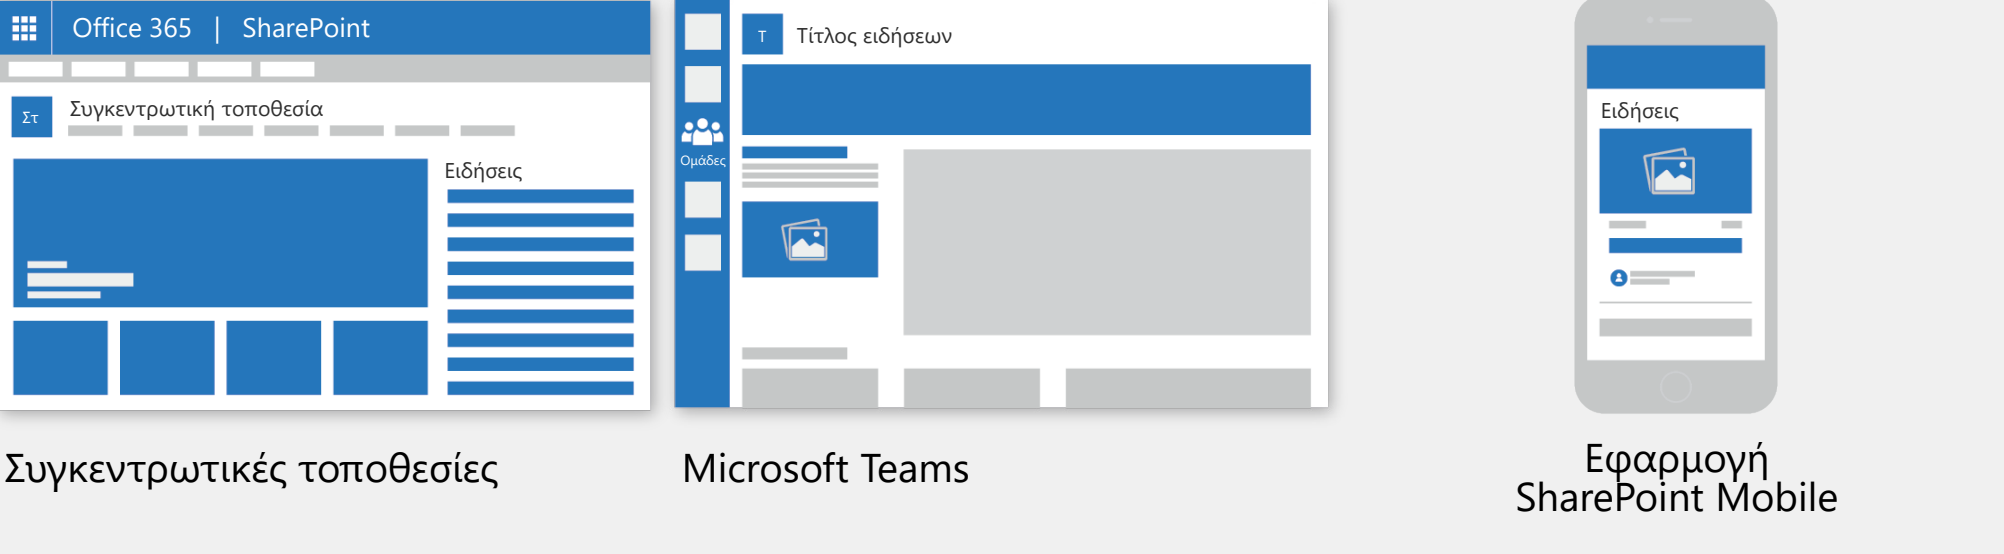 Office 365 | SharePoint
Στ
Συγκεντρωτική τοποθεσία
Ειδήσεις
Συγκεντρωτικές τοποθεσίες
Τ
Τίτλος ειδήσεων
Ομάδες
Microsoft Teams
Ειδήσεις
Εφαρμογή
SharePoint Mobile